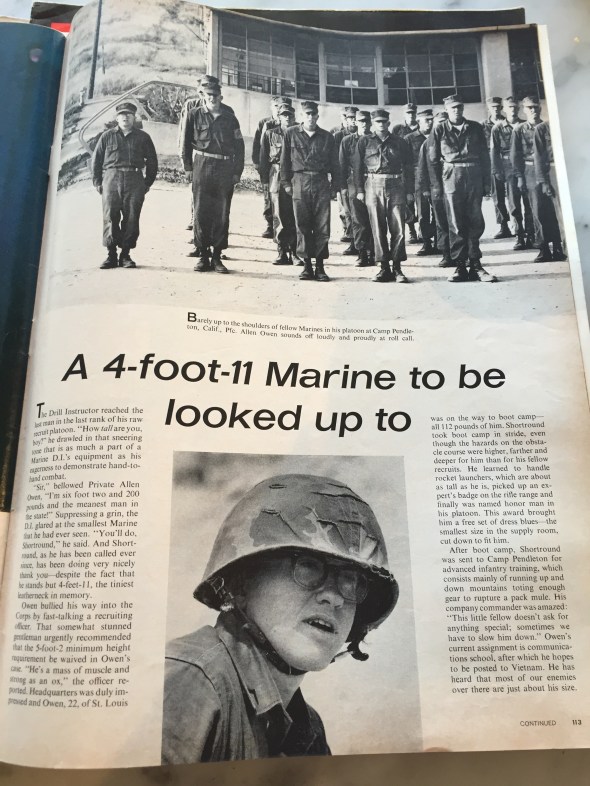 Barely up to the shoulders of fellow Marines in his platoon at Camp Pendle-
ton, Calif., Pfc. Allen Owen sounds off loudly and proudly at roll call.
A 4-foot-11 Marine to be
looked up to
The Drill Instructor reached the
last man in the last rank of his raw
recruit platoon. "How tall are you,
boy?" he drawled in that sneering
tone that is as much a part of a
Marine D.I.'s equipment as his
eagerness to demonstrate hand-to-
hand combat.
"Sir," bellowed Private Allen
Owen, "I'm six foot two and 200
pounds and the meanest man in
the state!" Suppressing a grin, the
D.I. glared at the smallest Marine
that he had ever seen. "You'll do,
Shortround," he said. And Short-
round, as he has been called ever
since, has been doing very nicely
thank you—despite the fact that
he stands but 4-feet-11, the tiniest
leatherneck in memory.
Owen bullied his way into the
Corps by fast-talking a recruiting
officer. That somewhat stunned
gentleman urgently recommended
that the 5-foot-2 minimum height
requirement be waived in Owen's
case. "He's a mass of muscle and
strong as an ox," the officer re-
ported. Headquarters was duly im-
pressed and Owen, 22, of St. Louis
was on the way to boot camp—
all 112 pounds of him. Shortround
took boot camp in stride, even
though the hazards on the obsta-
cle course were higher, farther and
deeper for him than for his fellow
recruits. He learned to handle
rocket launchers, which are about
as tall as he is, picked up an ex-
pert's badge on the rifle range and
finally was named honor man in
his platoon. This award brought
him a free set of dress blues—the
smallest size in the supply room,
cut down to fit him.
After boot camp, Shortround
was sent to Camp Pendleton for
advanced infantry training, which
consists mainly of running up and
down mountains toting enough
gear to rupture a pack mule. His
company commander was amazed:
"This little fellow doesn't ask for
anything special; sometimes we
have to slow him down." Owen's
current assignment is communica-
tions school, after which he hopes
to be posted to Vietnam. He has
heard that most of our enemies
over there are just about his size.
CONTINUED 113